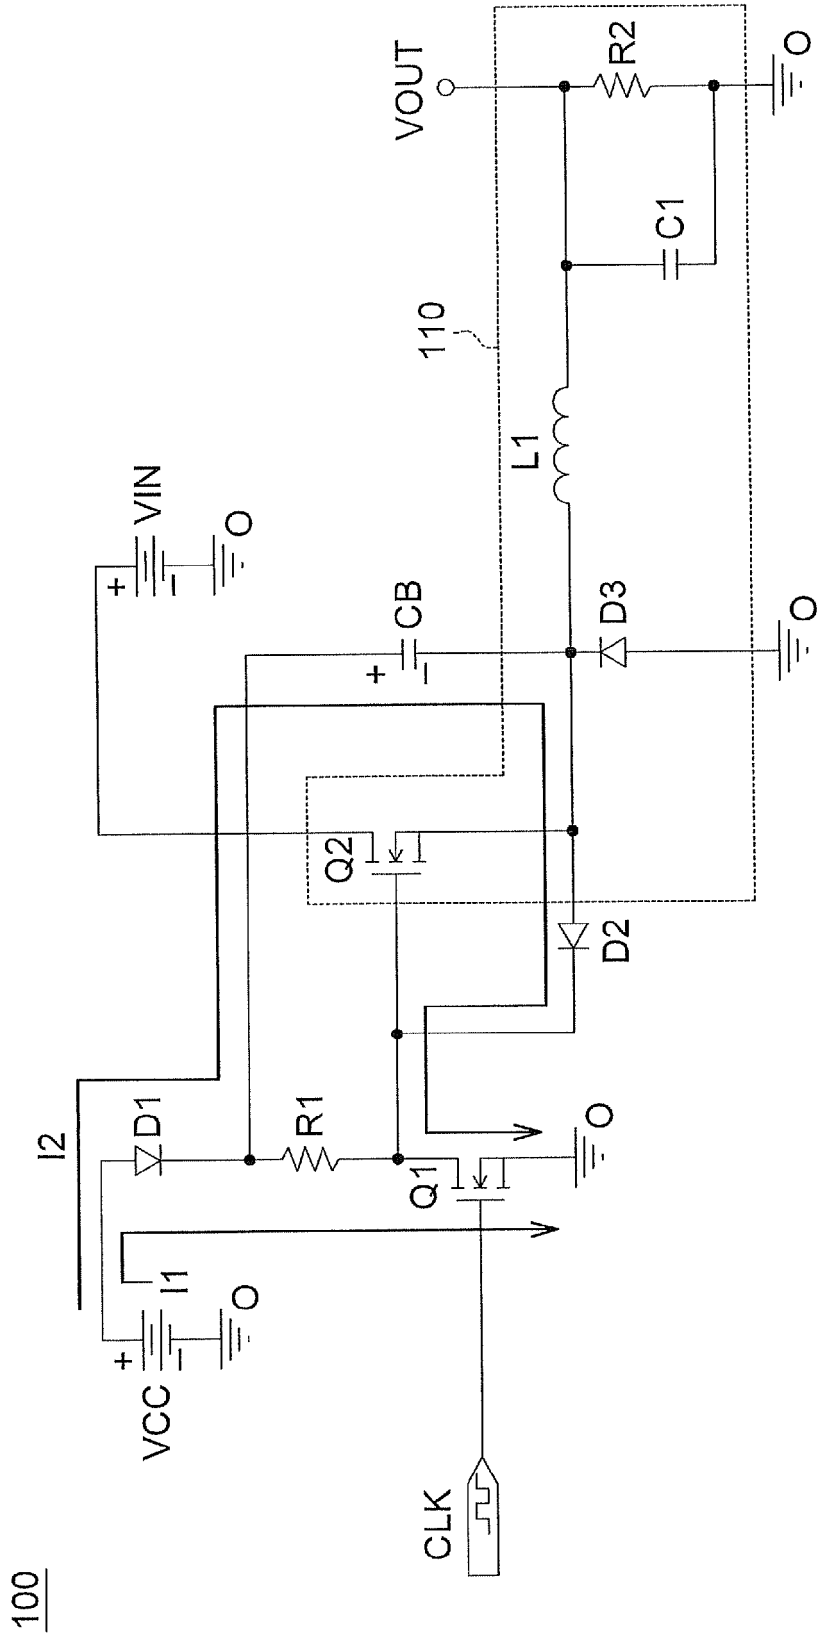 100
I2
VCC
+
−
I1
D1
+
−
VIN
O
O
R1
Q2
+
−
CB
VOUT
Q1
110
CLK
L1
O
D2
D3
R2
C1
O
O